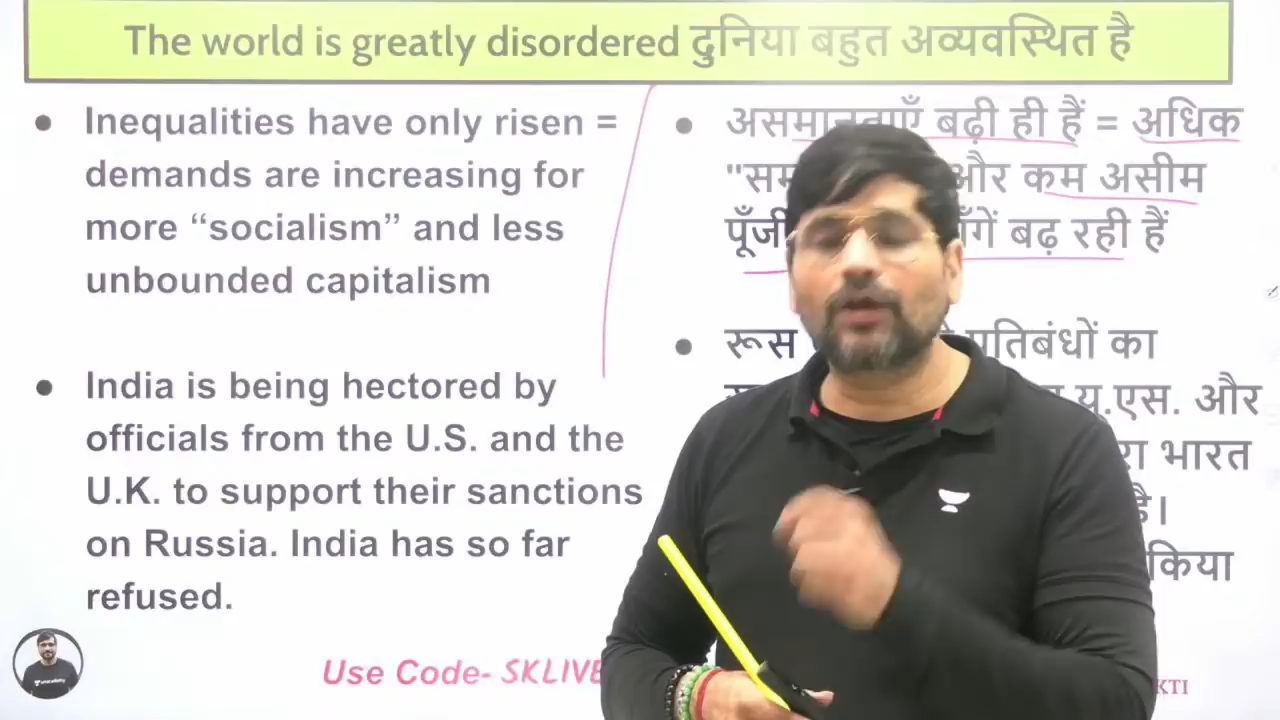 The world is greatly disordered दुनिया बहुत अव्यवस्थित है
Inequalities have only risen =
demands are increasing for
more “socialism” and less
unbounded capitalism
India is being hectored by
officials from the U.S. and the
U.K. to support their sanctions
on Russia. India has so far
refused.
असमानताएँ बढ़ी ही हैं = अधिक
और कम असीम
बढ़ रही हैं
रूस प्रतिबंधों का
यू.एस. और
भारत
है।
किया
Use Code- SKLIVE